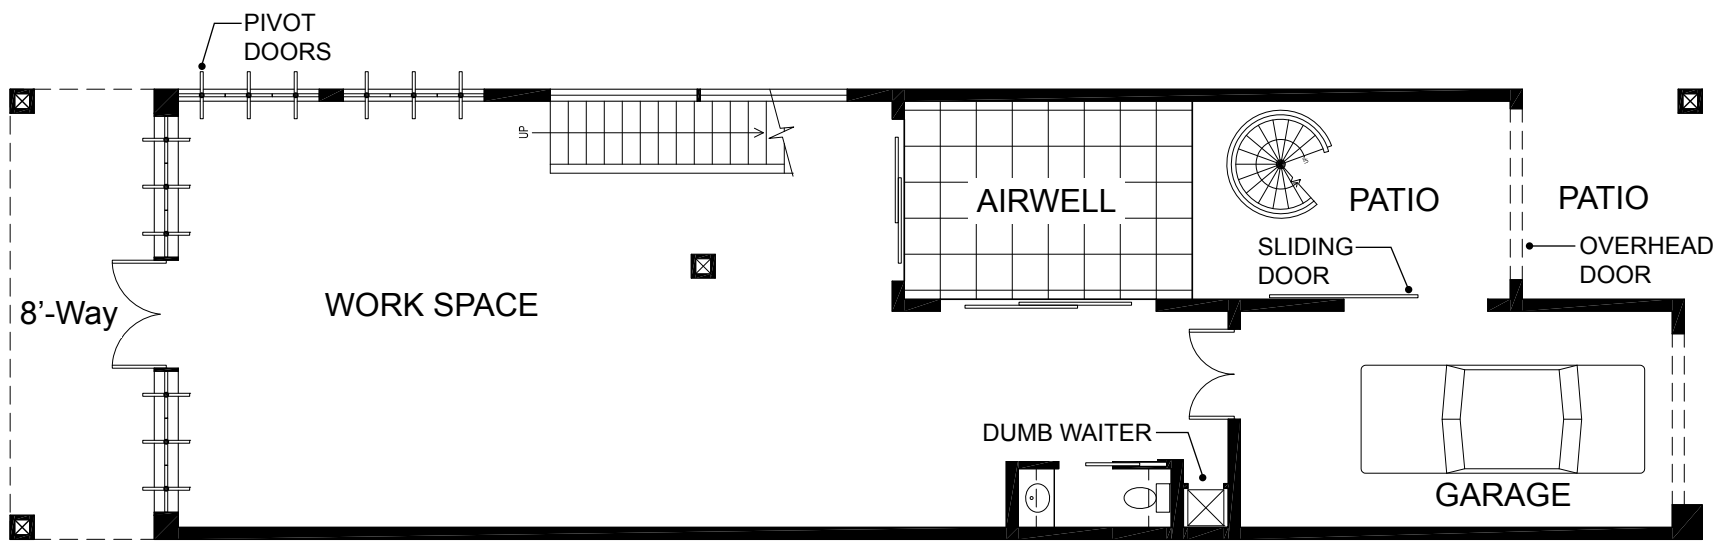 PIVOT
DOORS
UP
AIRWELL
PATIO
PATIO
SLIDING
DOOR
OVERHEAD
DOOR
8’-Way
WORK SPACE
DUMB WAITER
GARAGE